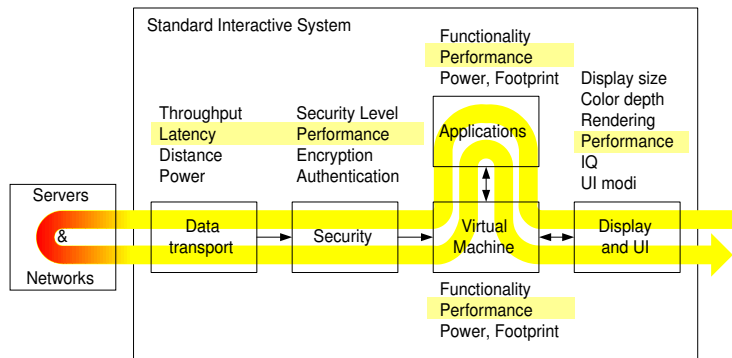 Standard Interactive System
Functionality
Performance
Power, Footprint
Display size
Color depth
Rendering
Performance
IQ
UI modi
Throughput
Latency
Distance
Power
Security Level
Performance
Encryption
Authentication
Applications
Servers
&
Networks
Data
transport
Security
Virtual
Machine
Display
and UI
Functionality
Performance
Power, Footprint